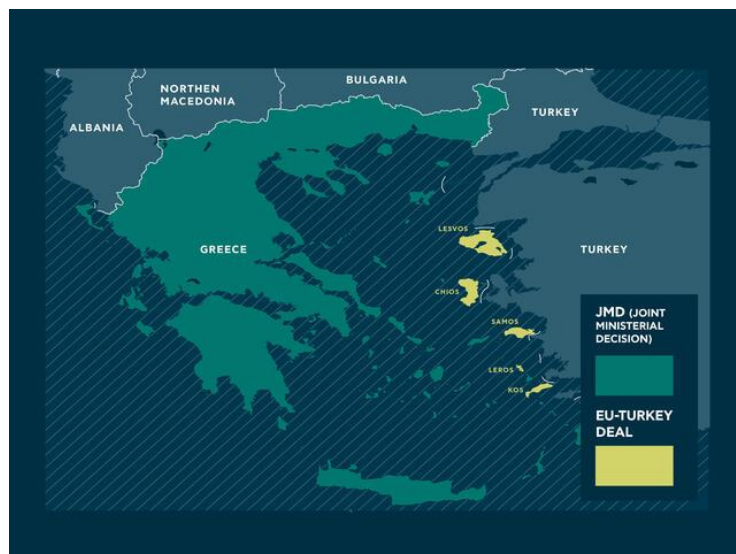 BULGARIA
NORTHEN
MACEDONIA
ALBANIA
TURKEY
LESVOS
GREECE
TURKEY
CHIOS
SAMOS
LEROS
KOS
JMD (JOINT
MINISTERIAL
DECISION)
EU-TURKEY
DEAL